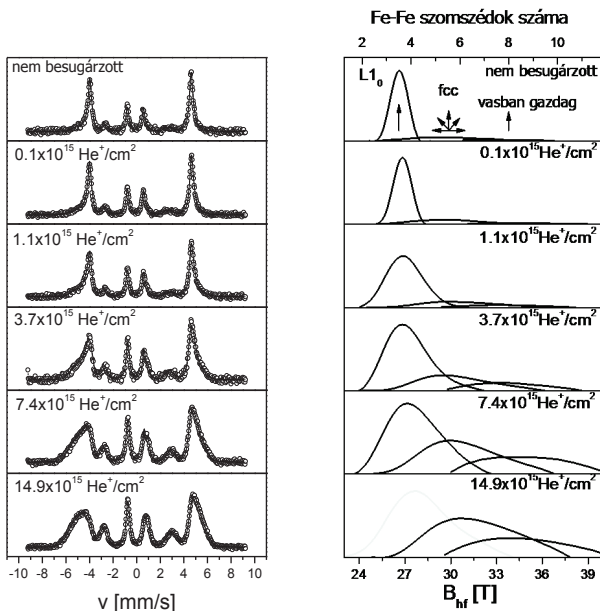 nem besugárzott
0.1x10¹⁵ He⁺/cm²
1.1x10¹⁵ He⁺/cm²
3.7x10¹⁵ He⁺/cm²
7.4x10¹⁵ He⁺/cm²
14.9x10¹⁵ He⁺/cm²
-10 -8 -6 -4 -2 0 2 4 6 8 10
v [mm/s]
Fe-Fe szomszédok száma
2 4 6 8 10
L1₀ nem besugárzott
fcc
vasban gazdag
0.1x10¹⁵He⁺/cm²
1.1x10¹⁵He⁺/cm²
3.7x10¹⁵He⁺/cm²
7.4x10¹⁵He⁺/cm²
14.9x10¹⁵He⁺/cm²
24 27 30 33 36 39
B_hf [T]